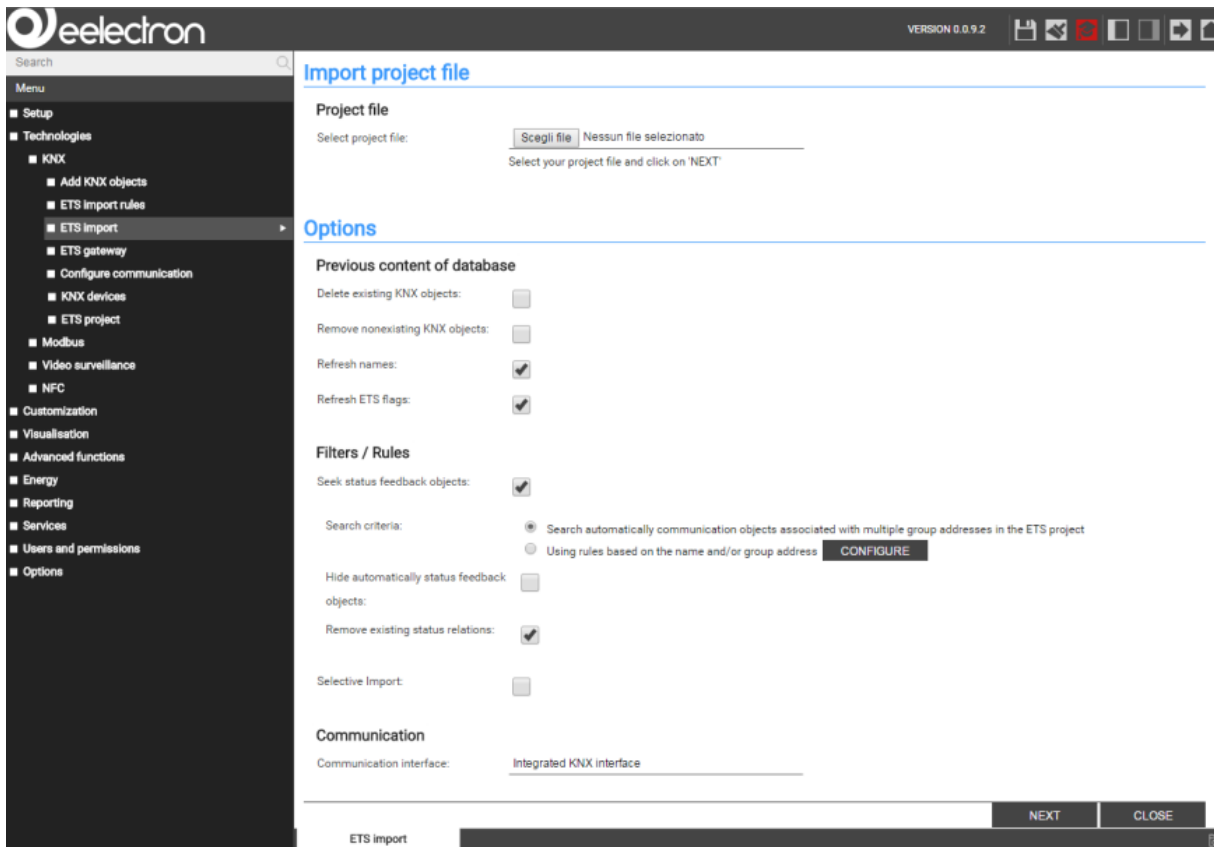 eelectron
VERSION 0.0.9.2
Search
Menu
Setup
Technologies
KNX
Add KNX objects
ETS import rules
ETS import
ETS gateway
Configure communication
KNX devices
ETS project
Modbus
Video surveillance
NFC
Customization
Visualisation
Advanced functions
Energy
Reporting
Services
Users and permissions
Options
Import project file
Project file
Select project file: Scegli file Nessun file selezionato
Select your project file and click on 'NEXT'
Options
Previous content of database
Delete existing KNX objects:
Remove nonexisting KNX objects:
Refresh names:
Refresh ETS flags:
Filters / Rules
Seek status feedback objects:
Search criteria: Search automatically communication objects associated with multiple group addresses in the ETS project
Using rules based on the name and/or group address CONFIGURE
Hide automatically status feedback
objects:
Remove existing status relations:
Selective Import:
Communication
Communication interface: Integrated KNX interface
NEXT CLOSE
ETS import